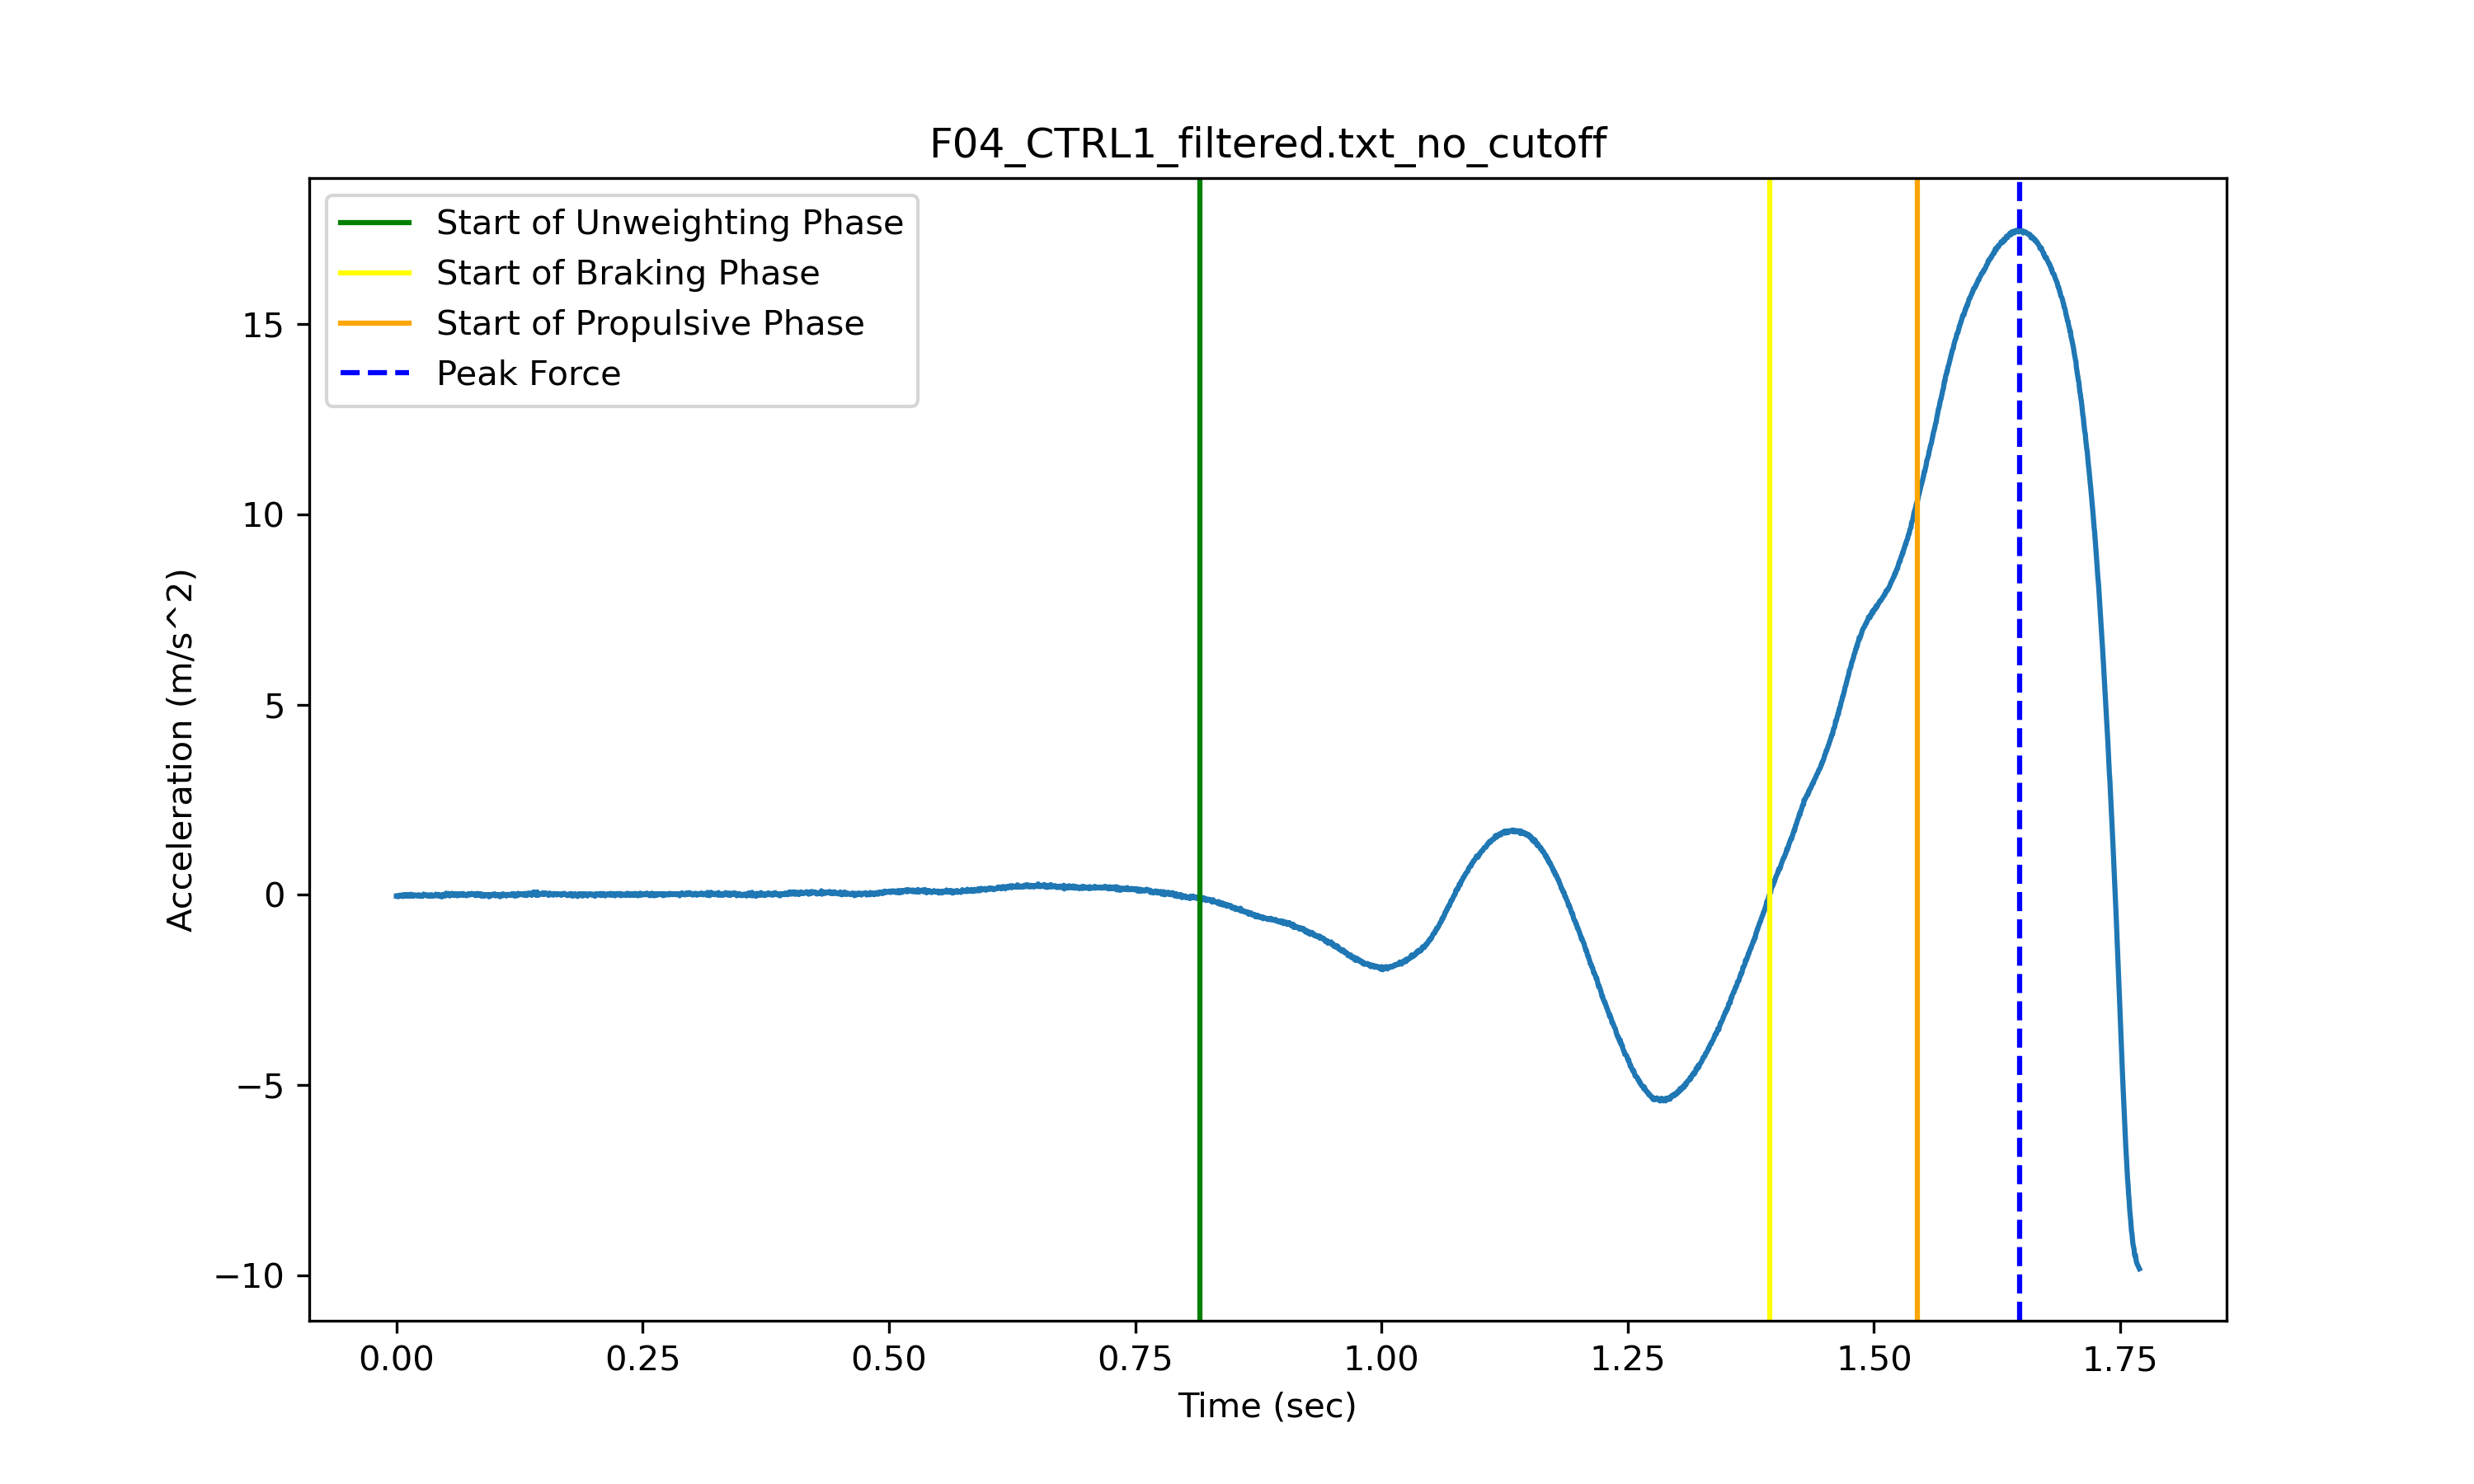 F04_CTRL1_filtered.txt_no_cutoff
Start of Unweighting Phase
Start of Braking Phase
Start of Propulsive Phase
Peak Force
Acceleration (m/s^2)
15
10
5
0
−5
−10
0.00 0.25 0.50 0.75 1.00 1.25 1.50 1.75
Time (sec)